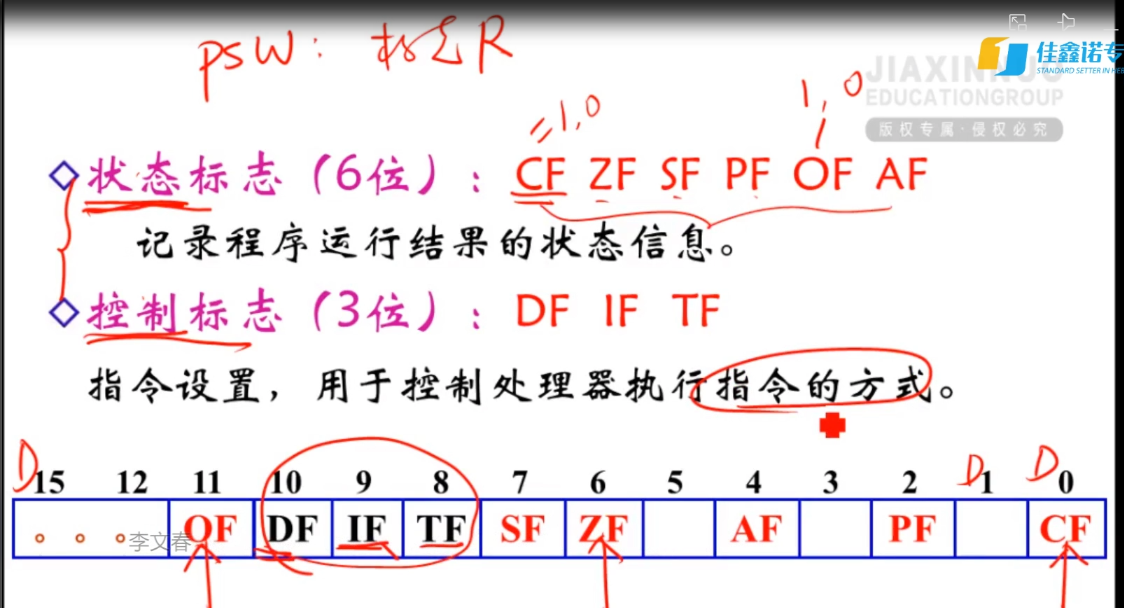 PSW: 标志R
佳鑫诺专
STANDARD SETTER IN HER
JIAXINNUO
EDUCATIONGROUP
版权专属·侵权必究
=1,0
1,0
状态标志（6位）：CF ZF SF PF OF AF
记录程序运行结果的状态信息。
控制标志（3位）：DF IF TF
指令设置，用于控制处理器执行指令的方式。
D15 12 11 10 9 8 7 6 5 4 3 2 D1 D0
OF DF IF TF SF ZF AF PF CF
李文春